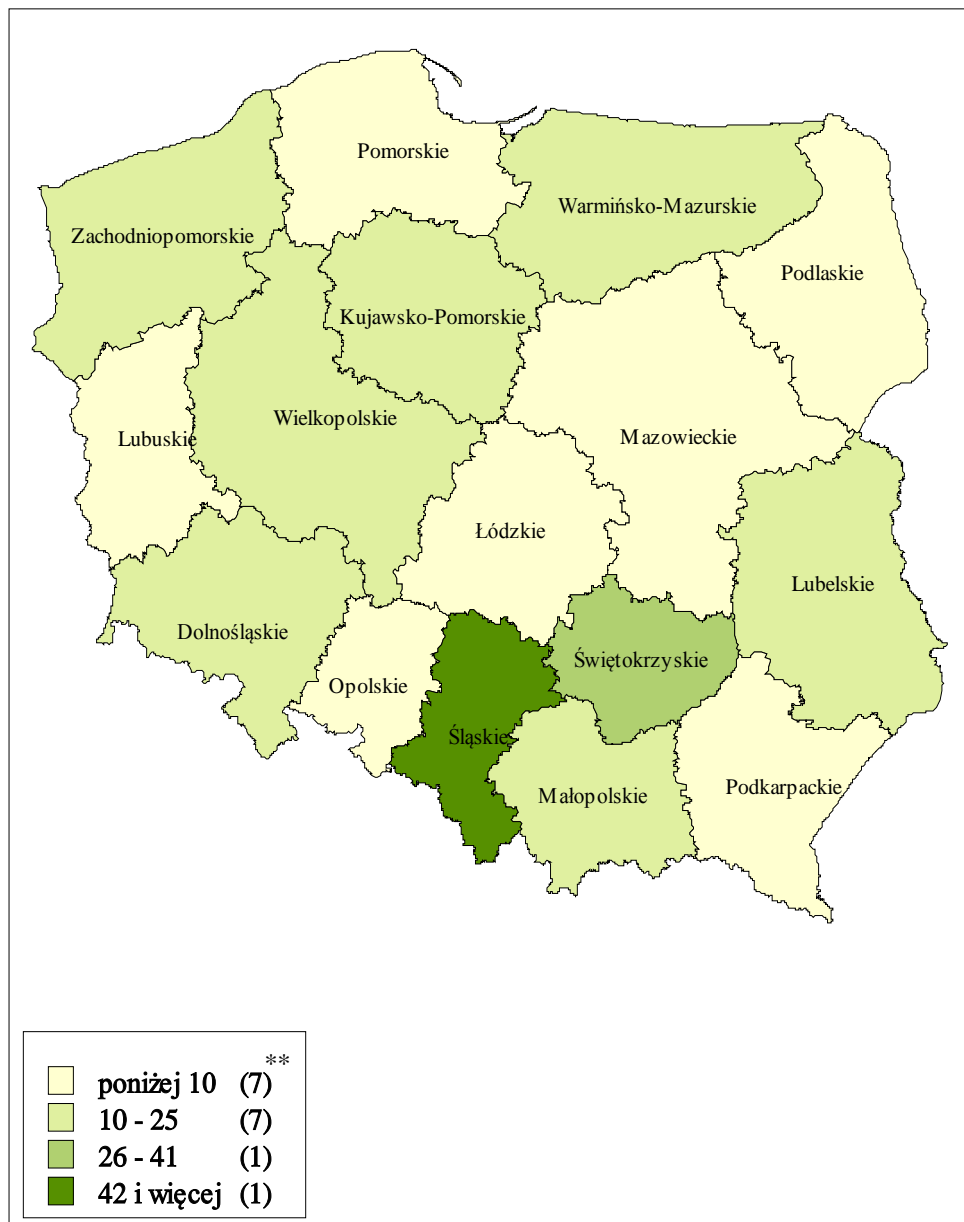 Pomorskie
Warmińsko-Mazurskie
Zachodniopomorskie
Podlaskie
Kujawsko-Pomorskie
Wielkopolskie
Lubuskie
Mazowieckie
Łódzkie
Lubelskie
Dolnośląskie
Świętokrzyskie
Opolskie
Śląskie
Podkarpackie
Małopolskie
poniżej 10 (7)**
10 - 25 (7)
26 - 41 (1)
42 i więcej (1)